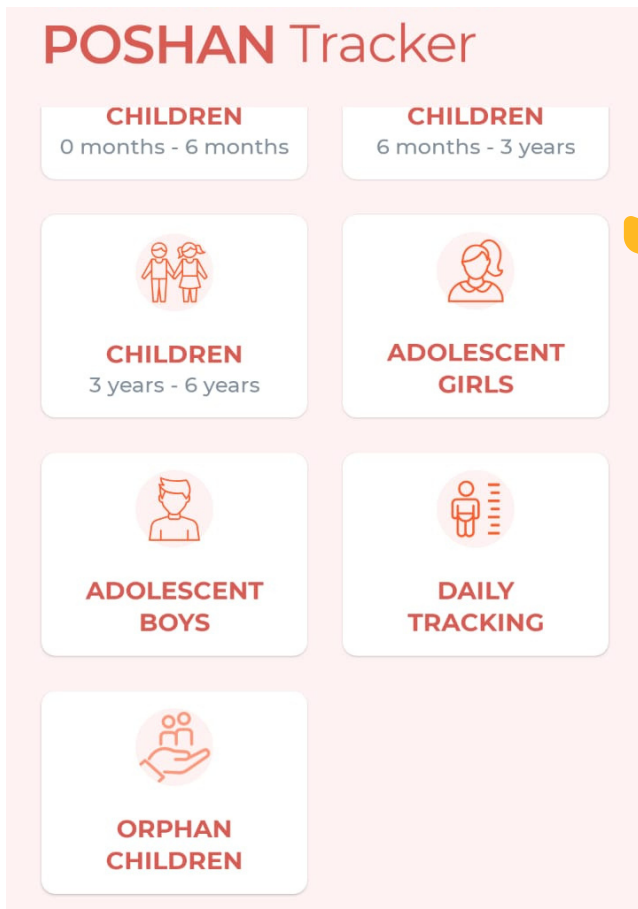 POSHAN Tracker
CHILDREN
0 months - 6 months
CHILDREN
6 months - 3 years
CHILDREN
3 years - 6 years
ADOLESCENT
GIRLS
ADOLESCENT
BOYS
DAILY
TRACKING
ORPHAN
CHILDREN